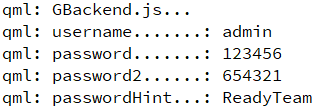 qml: GBackend.js...
qml: username.......: admin
qml: password.......: 123456
qml: password2......: 654321
qml: passwordHint...: ReadyTeam